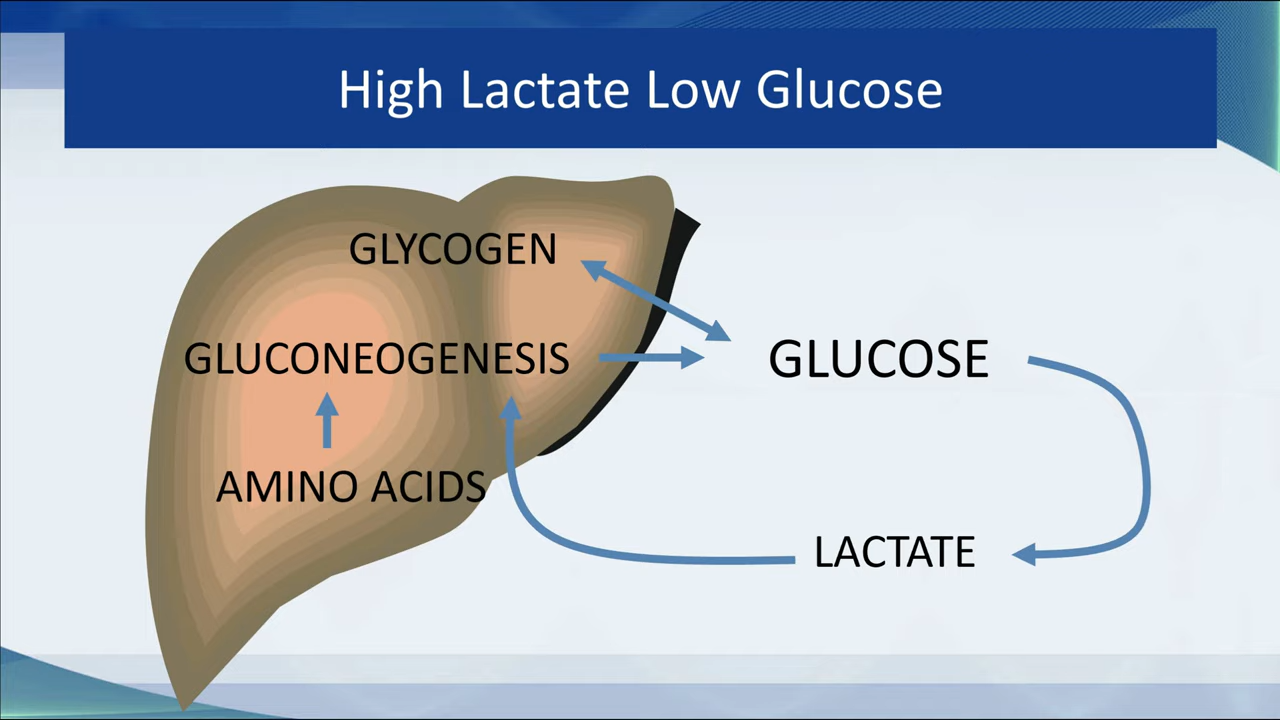 High Lactate Low Glucose
GLYCOGEN
GLUCONEOGENESIS
GLUCOSE
AMINO ACIDS
LACTATE